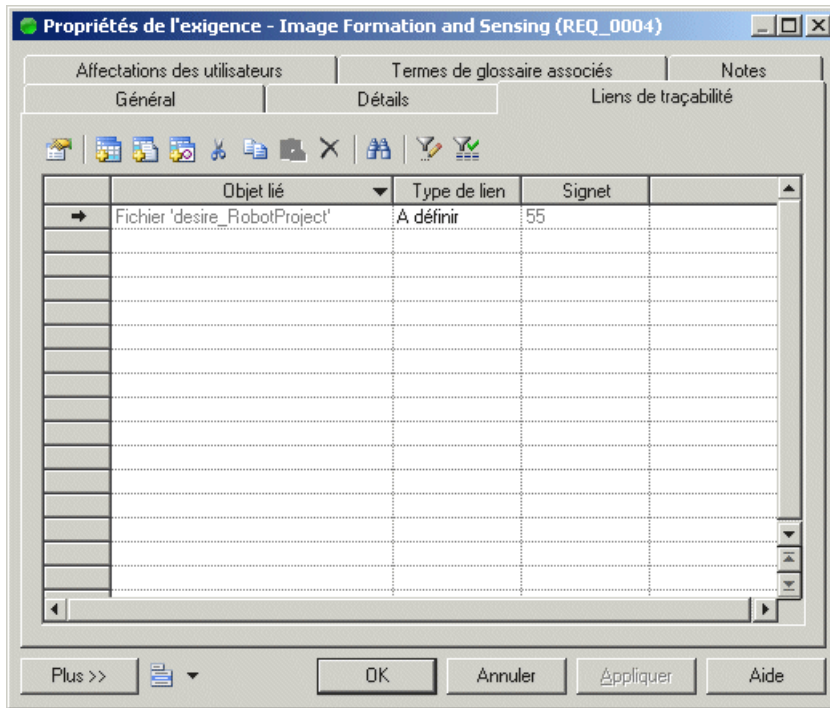 Propriétés de l'exigence - Image Formation and Sensing (REQ_0004)
Affectations des utilisateurs Termes de glossaire associés Notes
Général Détails Liens de traçabilité
Objet lié Type de lien Signet
Fichier 'desire_RobotProject' A définir 55
Plus >> OK Annuler Appliquer Aide